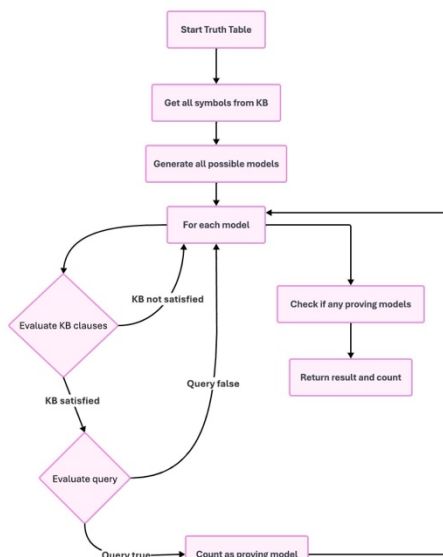 Start Truth Table
Get all symbols from KB
Generate all possible models
For each model
KB not satisfied
Evaluate KB clauses
Check if any proving models
Return result and count
Query false
KB satisfied
Evaluate query
Query true
Count as proving model